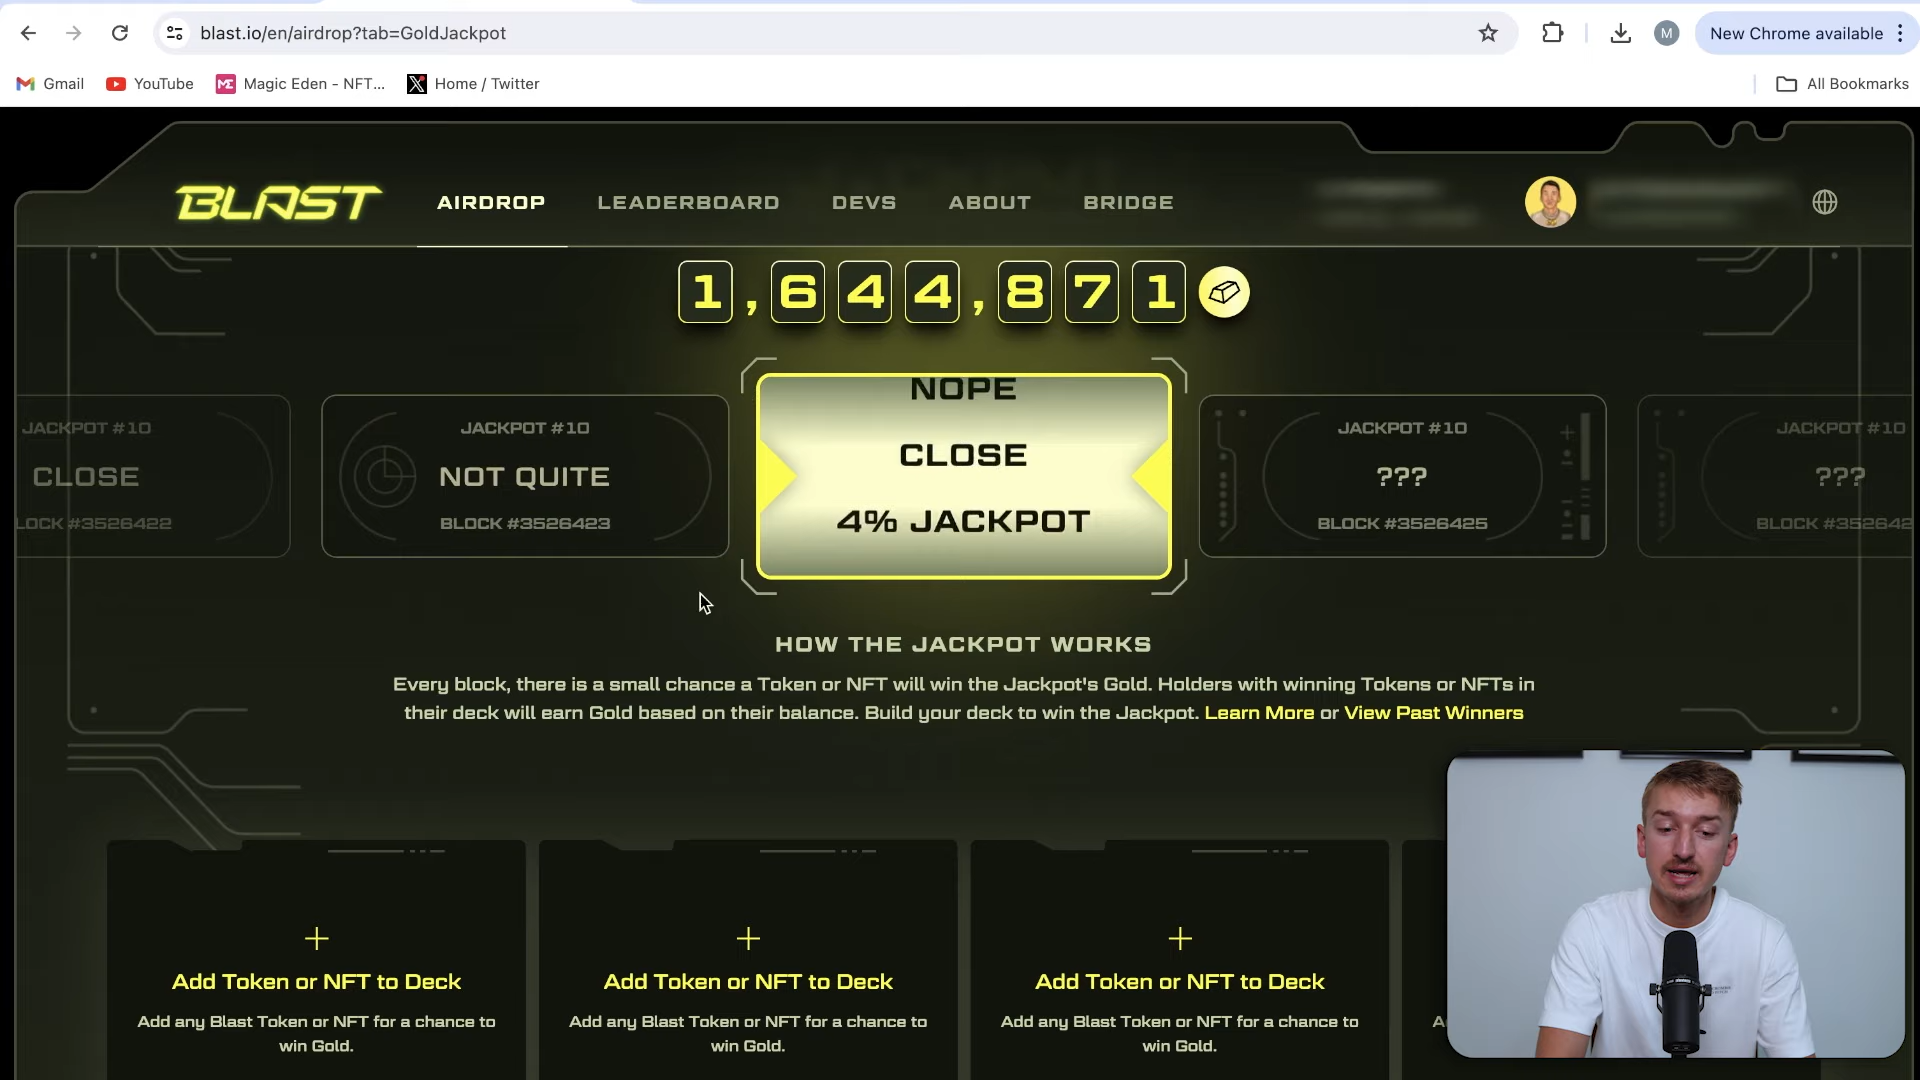 blast.io/en/airdrop?tab=GoldJackpot
M
New Chrome available
Gmail
YouTube
Magic Eden - NFT...
Home / Twitter
All Bookmarks
BLAST
AIRDROP
LEADERBOARD
DEVS
ABOUT
BRIDGE
1,644,871
JACKPOT #10
CLOSE
LOCK #3526422
JACKPOT #10
NOT QUITE
BLOCK #3526423
NOPE
CLOSE
4% JACKPOT
JACKPOT #10
???
BLOCK #3526425
JACKPOT #10
???
BLOCK #352642
HOW THE JACKPOT WORKS
Every block, there is a small chance a Token or NFT will win the Jackpot's Gold. Holders with winning Tokens or NFTs in
their deck will earn Gold based on their balance. Build your deck to win the Jackpot. Learn More or View Past Winners
Add Token or NFT to Deck
Add any Blast Token or NFT for a chance to
win Gold.
Add Token or NFT to Deck
Add any Blast Token or NFT for a chance to
win Gold.
Add Token or NFT to Deck
Add any Blast Token or NFT for a chance to
win Gold.